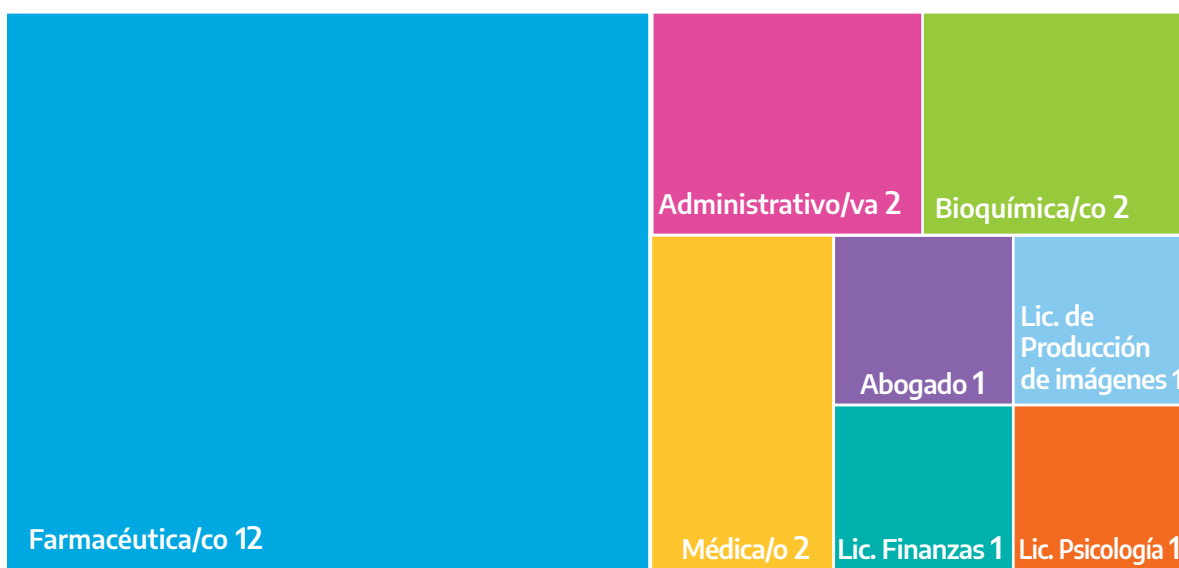 Administrativo/va 2
Bioquímica/co 2
Lic. de
Producción
de imágenes 1
Abogado 1
Farmacéutica/co 12
Médica/o 2
Lic. Finanzas 1
Lic. Psicología 1